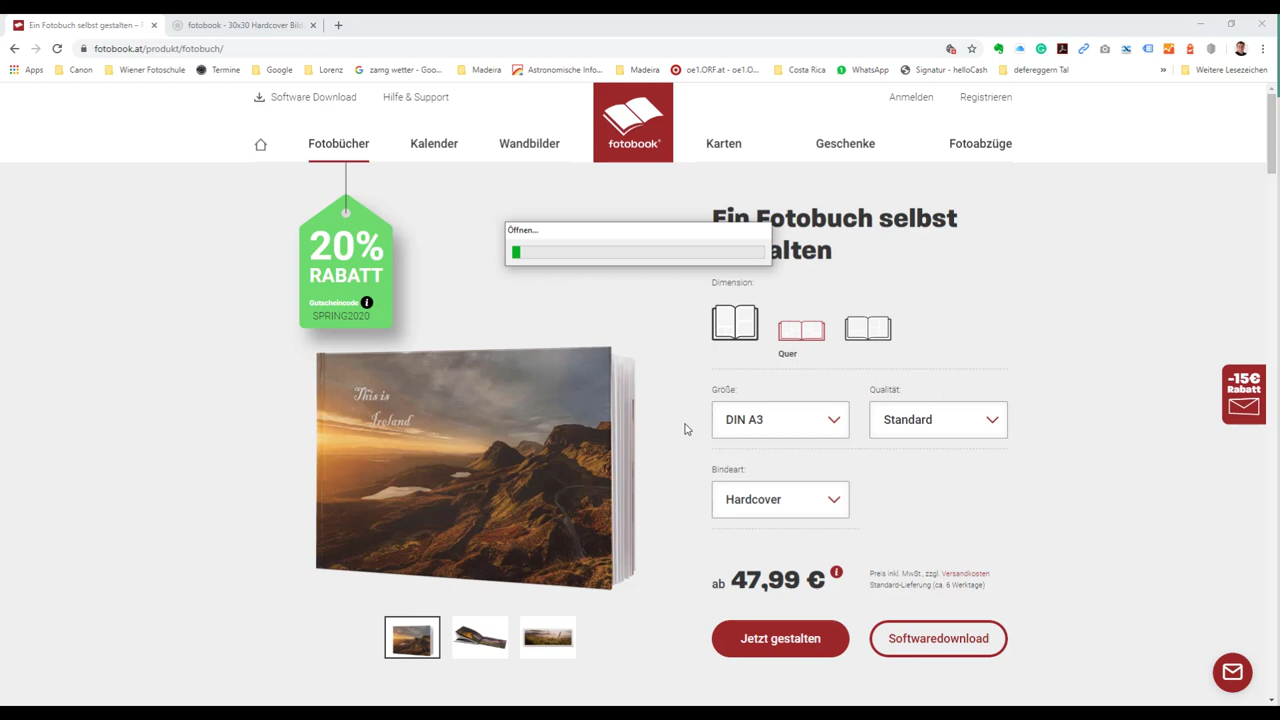 Ein Fotobuch selbst gestalten – F
fotobook - 30x30 Hardcover Bild
fotobook.at/produkt/fotobuch/
Apps
Canon
Wiener Fotoschule
Termine
Google
Lorenz
zamg wetter - Goo...
Madeira
Astronomische Info...
Madeira
oe1.ORF.at - oe1.O...
Costa Rica
WhatsApp
Signatur - helloCash
defereggern Tal
»
Weitere Lesezeichen
Software Download
Hilfe & Support
Anmelden
Registrieren
Fotobücher
Kalender
Wandbilder
fotobook®
Karten
Geschenke
Fotoabzüge
20%
RABATT
Gutscheincode i
SPRING2020
Öffnen...
Ein Fotobuch selbst
alten
Dimension:
Quer
Größe:
Qualität:
DIN A3
Standard
Bindeart:
Hardcover
This is
Ireland
-15€
Rabatt
ab 47,99 € i
Preis inkl. MwSt., zzgl. Versandkosten
Standard-Lieferung (ca. 6 Werktage)
Jetzt gestalten
Softwaredownload